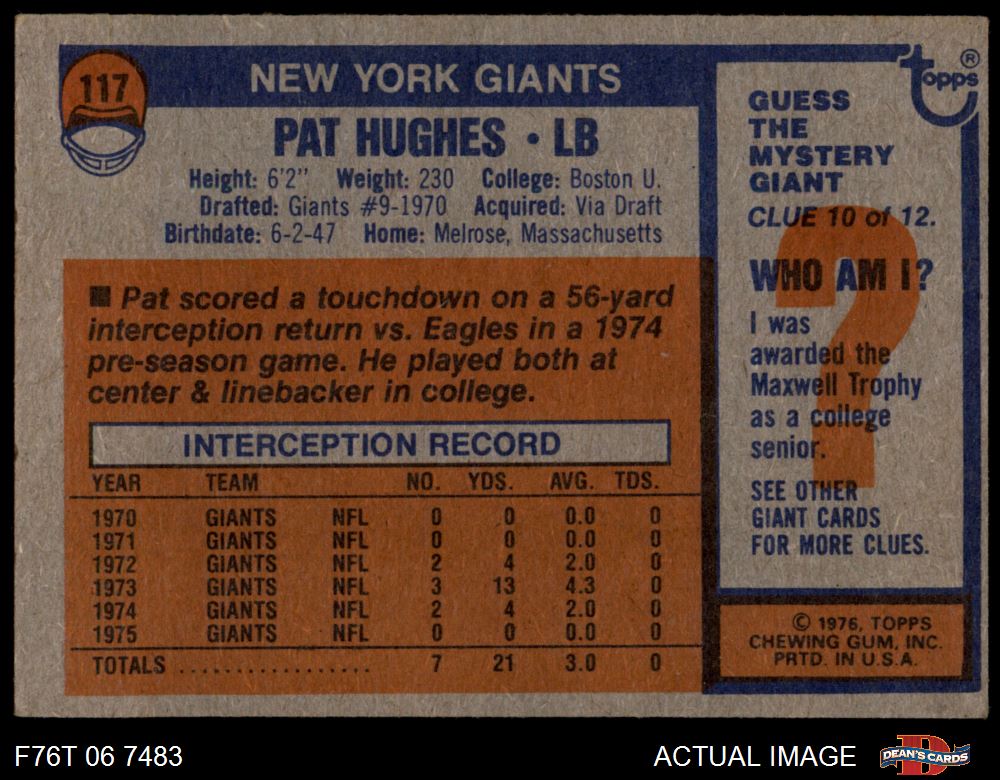 117
NEW YORK GIANTS
PAT HUGHES • LB
Height: 6'2" Weight: 230 College: Boston U.
Drafted: Giants #9-1970 Acquired: Via Draft
Birthdate: 6-2-47 Home: Melrose, Massachusetts
■ Pat scored a touchdown on a 56-yard
interception return vs. Eagles in a 1974
pre-season game. He played both at
center & linebacker in college.
INTERCEPTION RECORD
YEAR TEAM NO. YDS. AVG. TDS.
1970 GIANTS NFL 0 0 0.0 0
1971 GIANTS NFL 0 0 0.0 0
1972 GIANTS NFL 2 4 2.0 0
1973 GIANTS NFL 3 13 4.3 0
1974 GIANTS NFL 2 4 2.0 0
1975 GIANTS NFL 0 0 0.0 0
TOTALS .................. 7 21 3.0 0
topps ®
GUESS
THE
MYSTERY
GIANT
CLUE 10 of 12.
?
WHO AM I?
I was
awarded the
Maxwell Trophy
as a college
senior.
SEE OTHER
GIANT CARDS
FOR MORE CLUES.
© 1976, TOPPS
CHEWING GUM, INC.
PRTD. IN U.S.A.
F76T 06 7483
ACTUAL IMAGE
D
DEAN'S CARDS